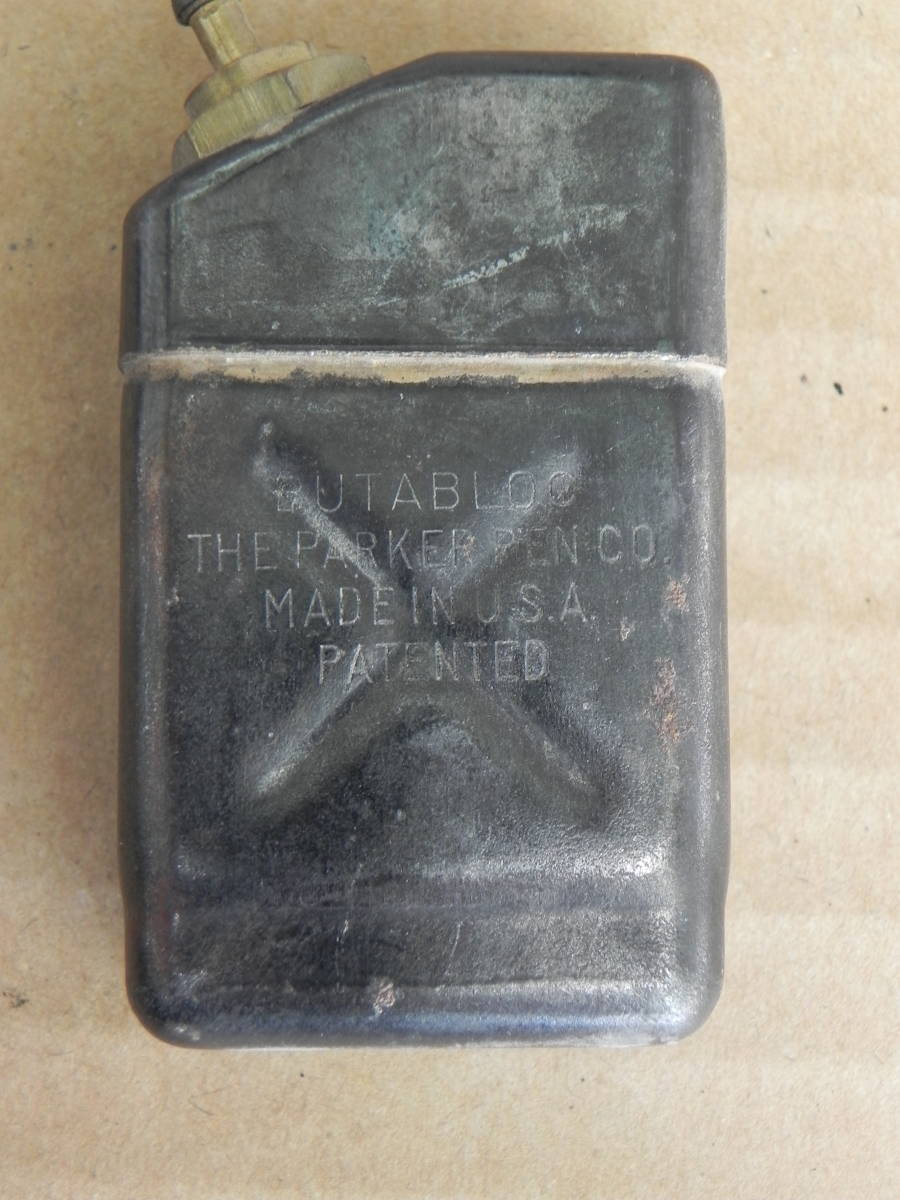 BUTABLOC
THE PARKER PEN CO.
MADE IN U.S.A.
PATENTED